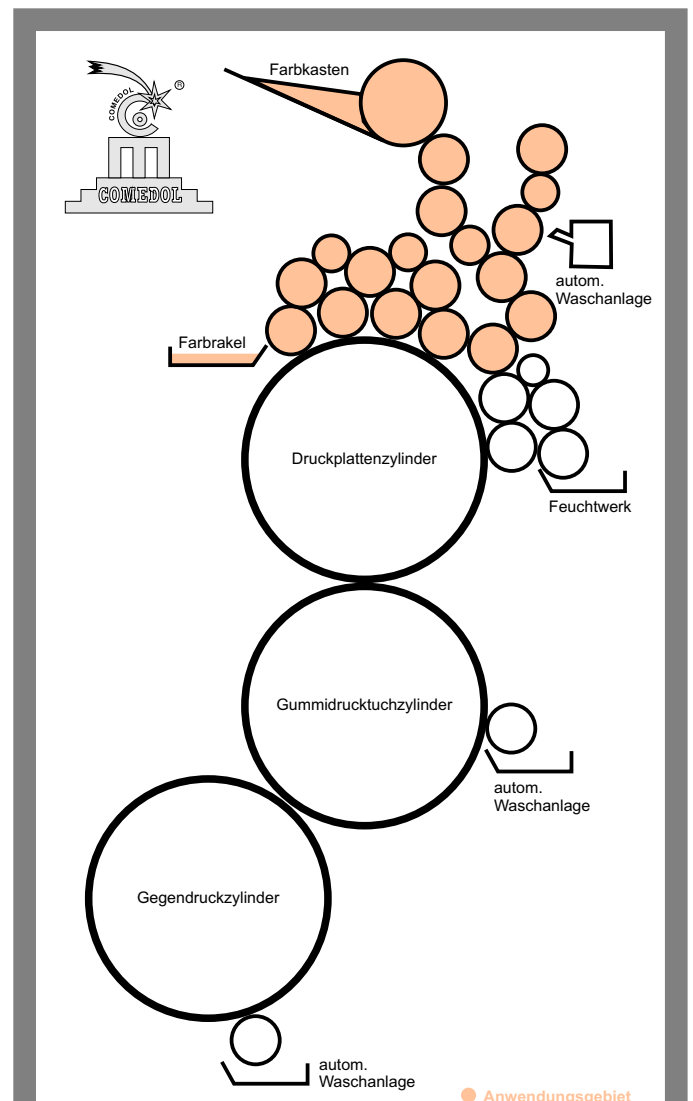 Farbkasten
COMEDOL
®
COMEDOL
autom.
Waschanlage
Farbrakel
Druckplattenzylinder
Feuchtwerk
Gummidrucktuchzylinder
autom.
Waschanlage
Gegendruckzylinder
autom.
Waschanlage
Anwendungsgebiet